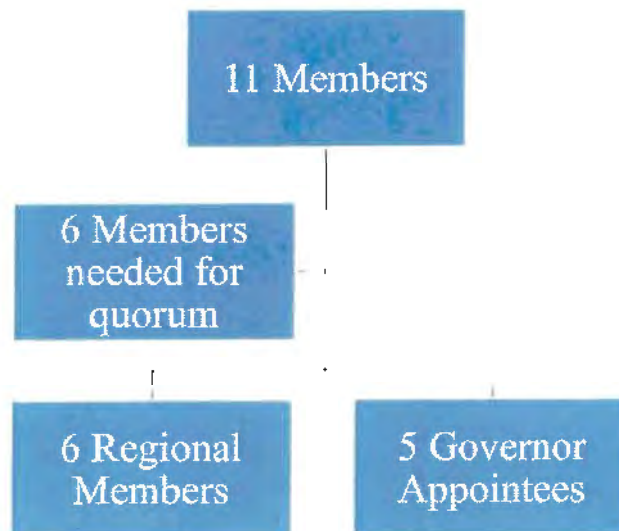 11 Members
6 Members
needed for
quorum
6 Regional
Members
5 Governor
Appointees